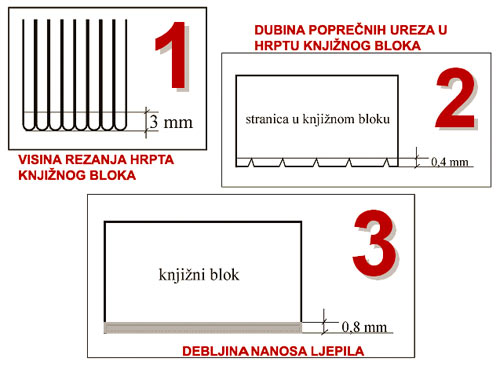 1
3 mm
VISINA REZANJA HRPTA
KNJIŽNOG BLOKA
DUBINA POPREČNIH UREZA U
HRPTU KNJIŽNOG BLOKA
2
stranica u knjižnom bloku
0,4 mm
3
knjižni blok
0,8 mm
DEBLJINA NANOSA LJEPILA